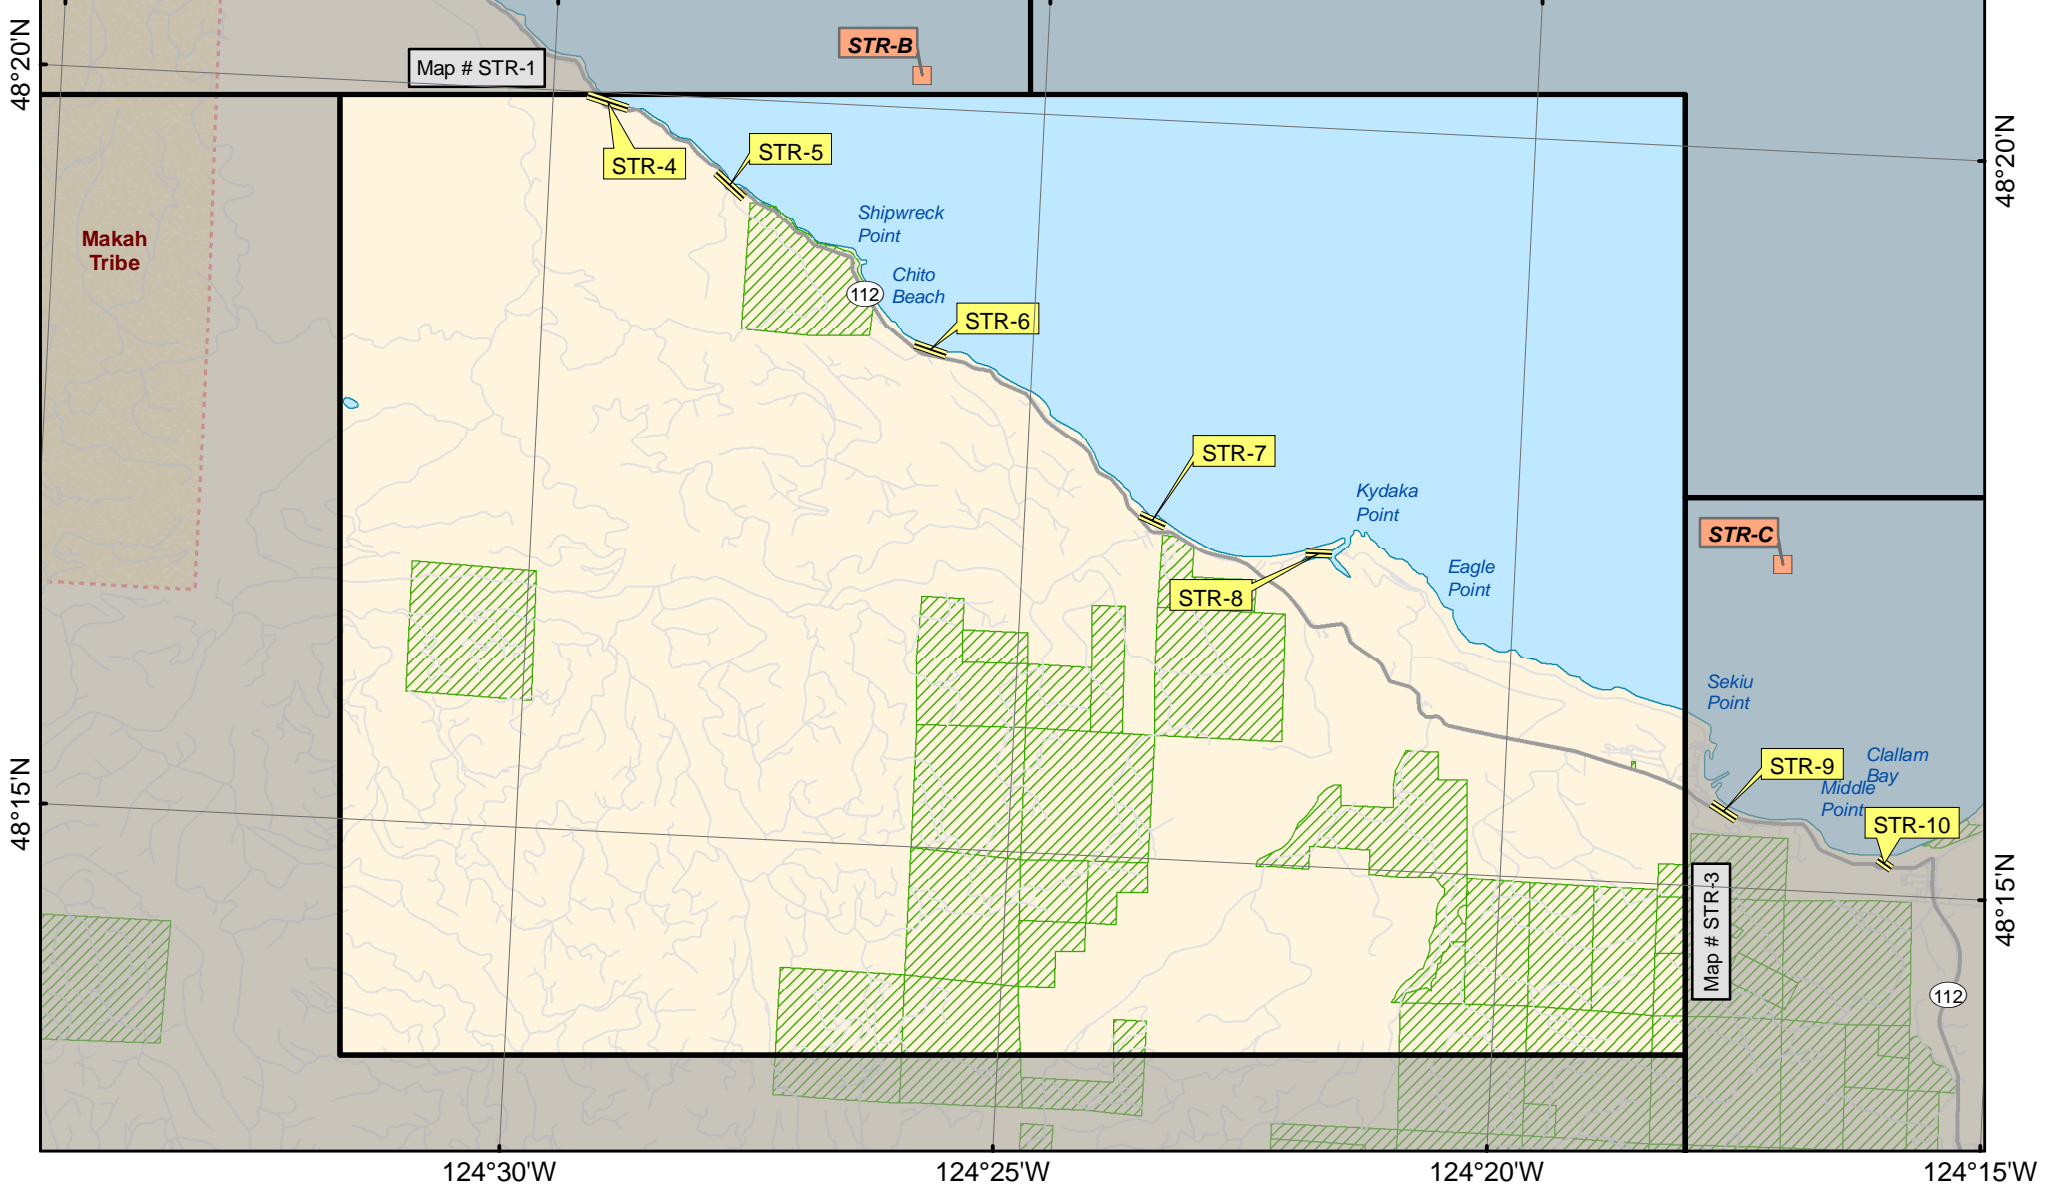 48°20'N
Map # STR-1
STR-B
STR-4
STR-5
48°20'N
Makah
Tribe
Shipwreck
Point
Chito
Beach
112
STR-6
STR-7
Kydaka
Point
STR-C
Eagle
Point
STR-8
Sekiu
Point
48°15'N
STR-9
Clallam
Bay
Middle
Point
STR-10
Map # STR-3
48°15'N
112
124°30'W
124°25'W
124°20'W
124°15'W